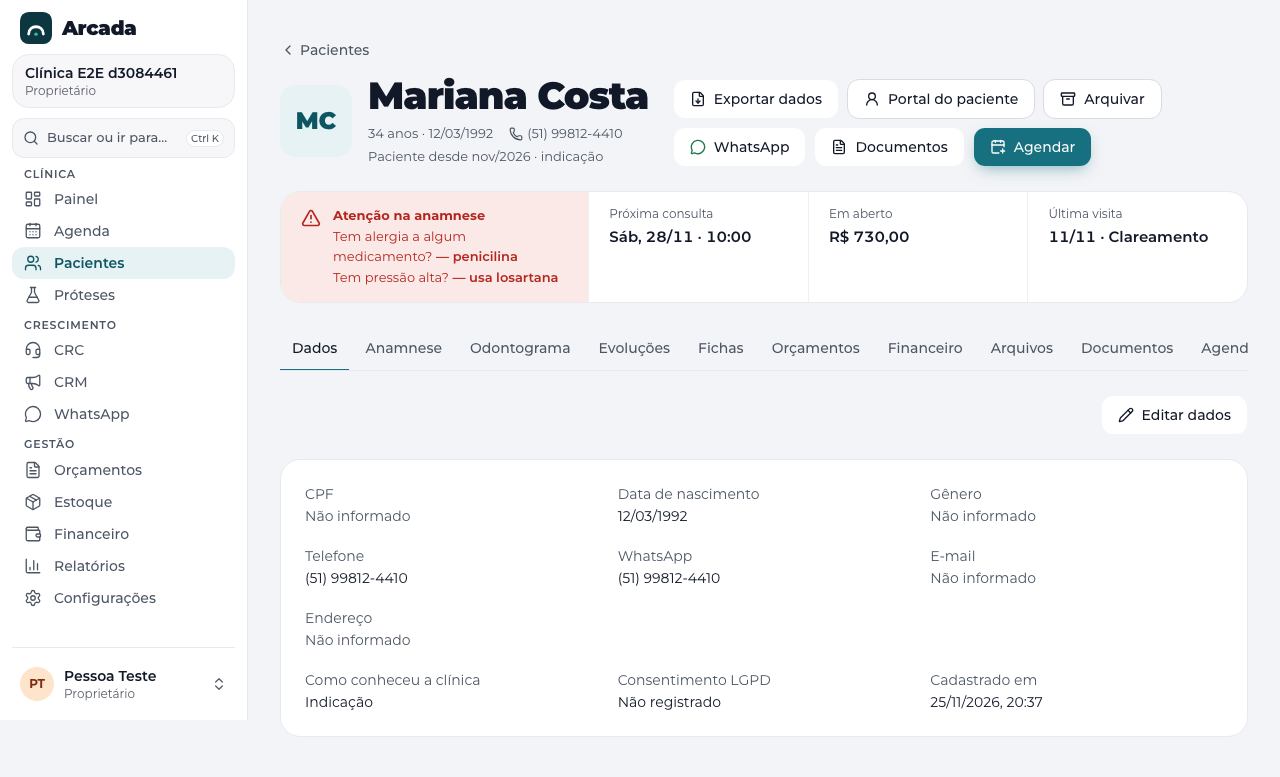 Arcada
Clínica E2E d3084461
Proprietário
Buscar ou ir para... Ctrl K
CLÍNICA
Painel
Agenda
Pacientes
Próteses
CRESCIMENTO
CRC
CRM
WhatsApp
GESTÃO
Orçamentos
Estoque
Financeiro
Relatórios
Configurações
PT
Pessoa Teste
Proprietário
Pacientes
MC
Mariana Costa
34 anos · 12/03/1992 (51) 99812-4410
Paciente desde nov/2026 · indicação
Exportar dados Portal do paciente Arquivar
WhatsApp Documentos Agendar
Atenção na anamnese
Tem alergia a algum
medicamento? — penicilina
Tem pressão alta? — usa losartana
Próxima consulta
Sáb, 28/11 · 10:00
Em aberto
R$ 730,00
Última visita
11/11 · Clareamento
Dados Anamnese Odontograma Evoluções Fichas Orçamentos Financeiro Arquivos Documentos Agend
Editar dados
CPF Data de nascimento Gênero
Não informado 12/03/1992 Não informado
Telefone WhatsApp E-mail
(51) 99812-4410 (51) 99812-4410 Não informado
Endereço
Não informado
Como conheceu a clínica Consentimento LGPD Cadastrado em
Indicação Não registrado 25/11/2026, 20:37